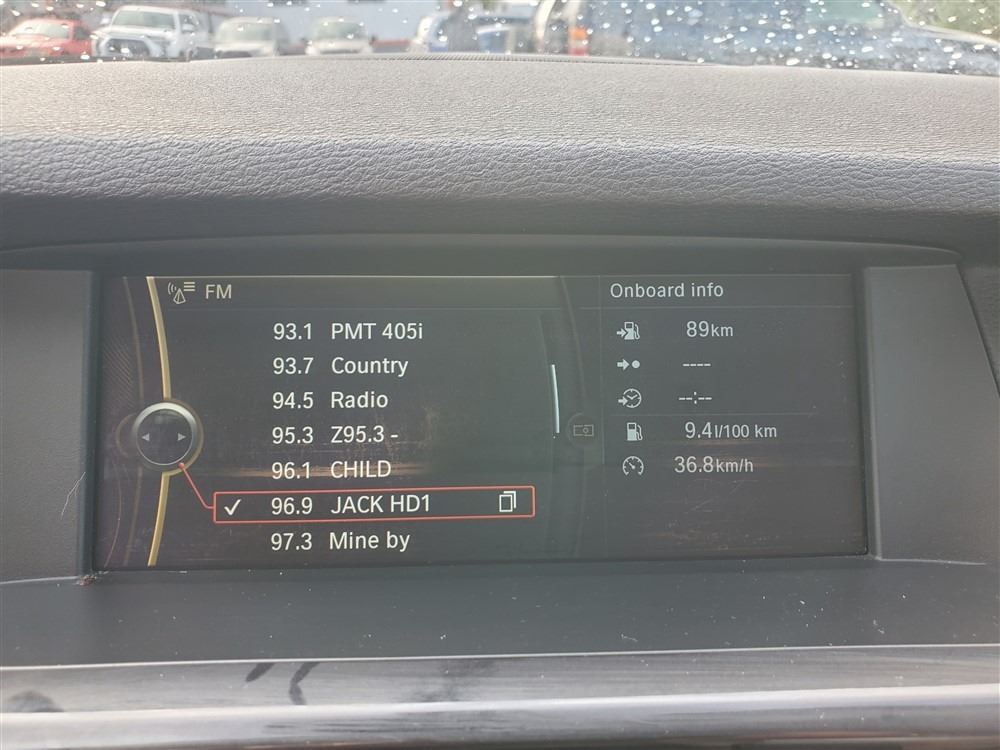 FM
93.1 PMT 405i
93.7 Country
94.5 Radio
95.3 Z95.3 -
96.1 CHILD
96.9 JACK HD1
97.3 Mine by
Onboard info
89km
----
--:--
9.4l/100 km
36.8km/h